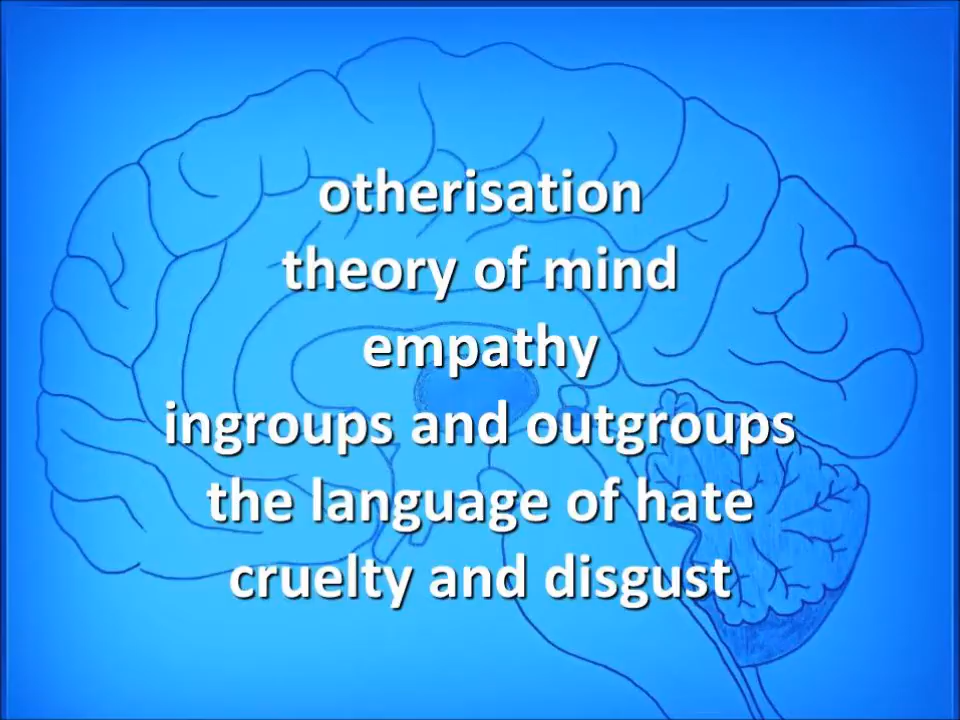 otherisation
theory of mind
empathy
ingroups and outgroups
the language of hate
cruelty and disgust